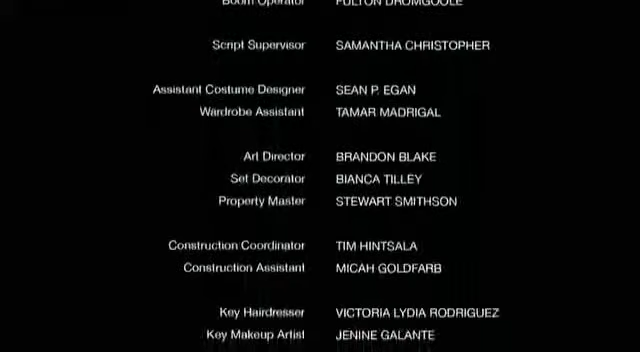 Boom Operator FULTON DROMGOOLE
Script Supervisor SAMANTHA CHRISTOPHER
Assistant Costume Designer SEAN P. EGAN
Wardrobe Assistant TAMAR MADRIGAL
Art Director BRANDON BLAKE
Set Decorator BIANCA TILLEY
Property Master STEWART SMITHSON
Construction Coordinator TIM HINTSALA
Construction Assistant MICAH GOLDFARB
Key Hairdresser VICTORIA LYDIA RODRIGUEZ
Key Makeup Artist JENINE GALANTE